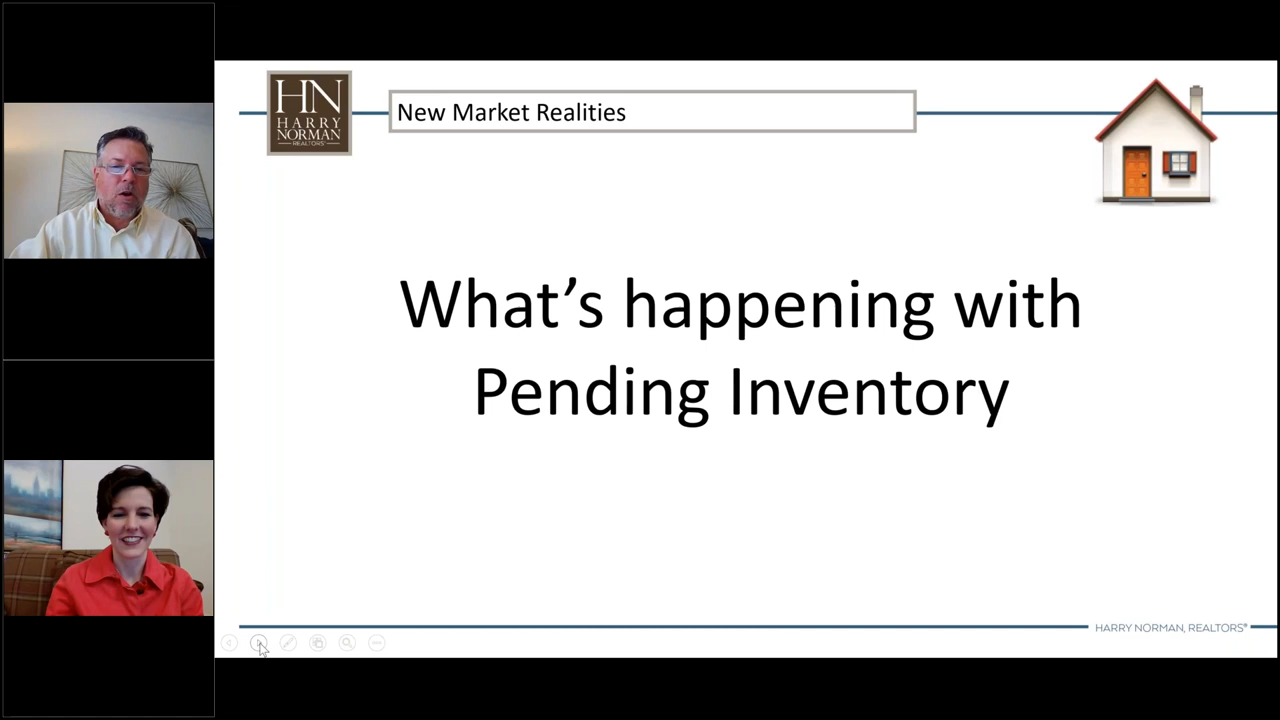 HN
HARRY
NORMAN
REALTORS®
New Market Realities
What’s happening with
Pending Inventory
HARRY NORMAN, REALTORS®